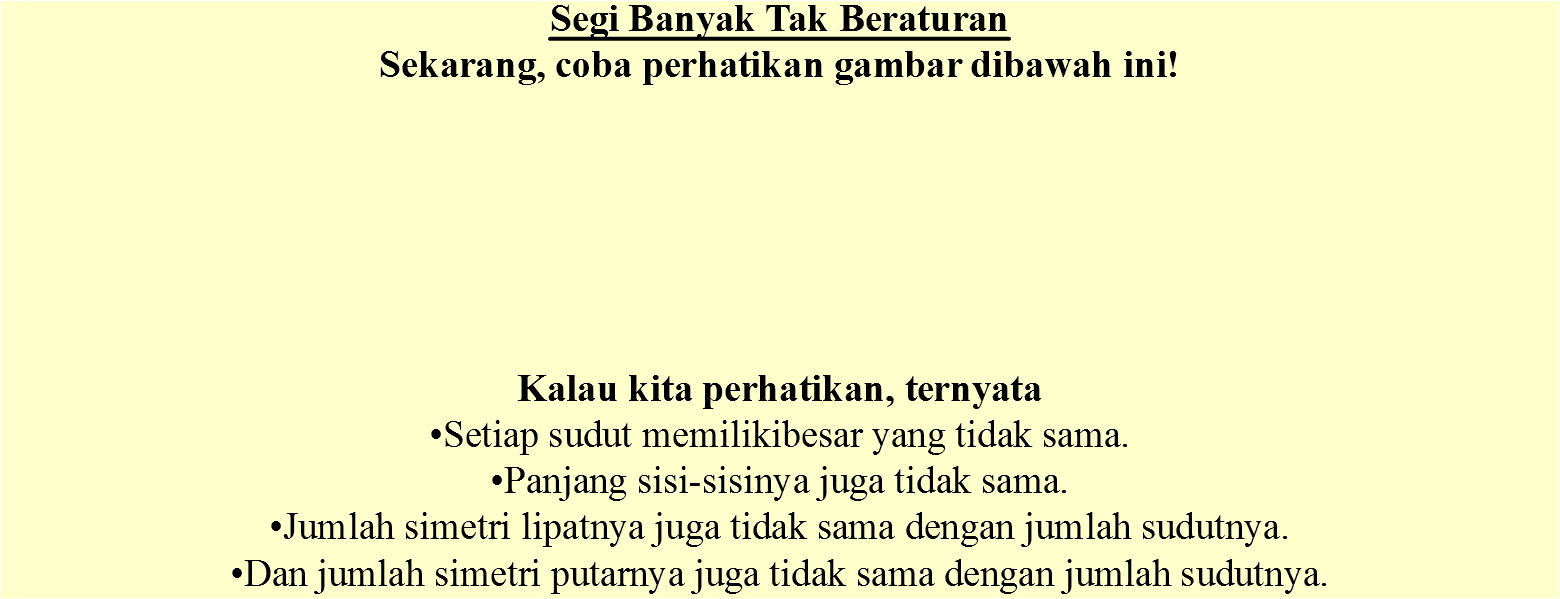 Segi Banyak Tak Beraturan
Sekarang, coba perhatikan gambar dibawah ini!
Kalau kita perhatikan, ternyata
•Setiap sudut memilikibesar yang tidak sama.
•Panjang sisi-sisinya juga tidak sama.
•Jumlah simetri lipatnya juga tidak sama dengan jumlah sudutnya.
•Dan jumlah simetri putarnya juga tidak sama dengan jumlah sudutnya.